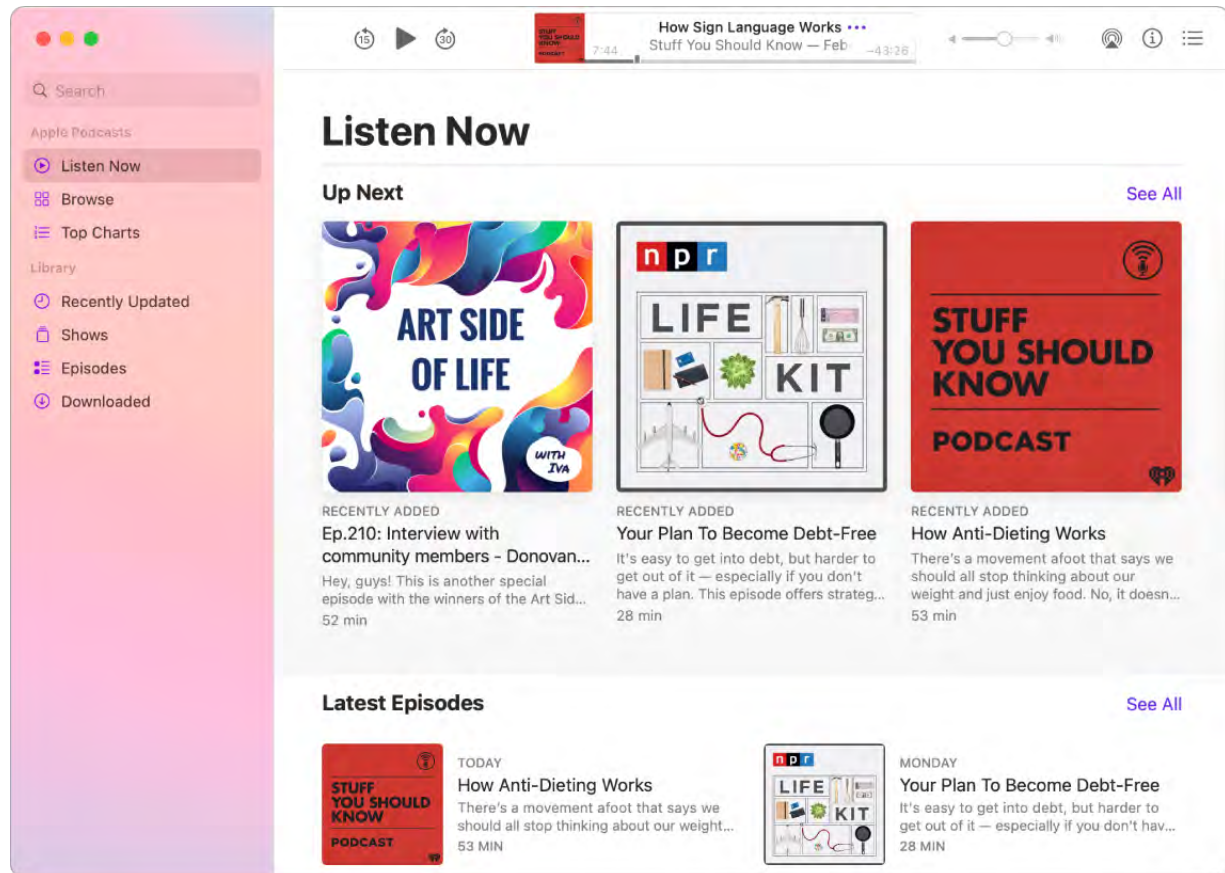 15
30
STUFF
YOU SHOULD
KNOW
PODCAST
7:44
How Sign Language Works •••
Stuff You Should Know — Feb
-43:26
Search
Apple Podcasts
Listen Now
Browse
Top Charts
Library
Recently Updated
Shows
Episodes
Downloaded
Listen Now
Up Next
See All
ART SIDE
OF LIFE
WITH
IVA
npr
LIFE
KIT
STUFF
YOU SHOULD
KNOW
PODCAST
RECENTLY ADDED
Ep.210: Interview with
community members - Donovan...
Hey, guys! This is another special
episode with the winners of the Art Sid...
52 min
RECENTLY ADDED
Your Plan To Become Debt-Free
It's easy to get into debt, but harder to
get out of it — especially if you don't
have a plan. This episode offers strateg...
28 min
RECENTLY ADDED
How Anti-Dieting Works
There's a movement afoot that says we
should all stop thinking about our
weight and just enjoy food. No, it doesn...
53 min
Latest Episodes
See All
STUFF
YOU SHOULD
KNOW
PODCAST
TODAY
How Anti-Dieting Works
There's a movement afoot that says we
should all stop thinking about our weight...
53 MIN
npr
LIFE
KIT
MONDAY
Your Plan To Become Debt-Free
It's easy to get into debt, but harder to
get out of it — especially if you don't hav...
28 MIN